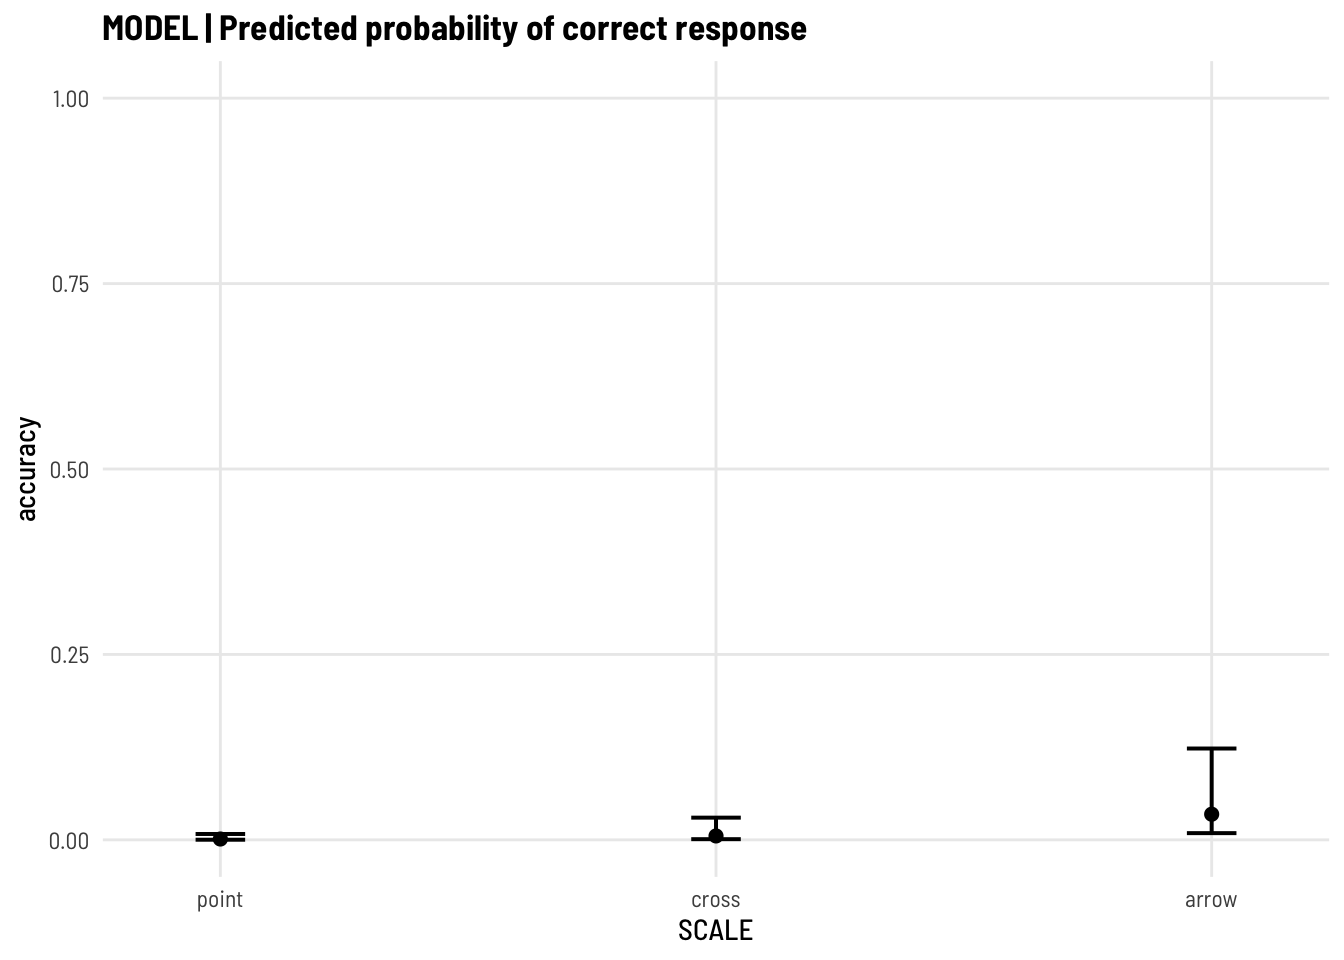 MODEL | Predicted probability of correct response
1.00
0.75
0.50
0.25
0.00
accuracy
point
cross
arrow
SCALE